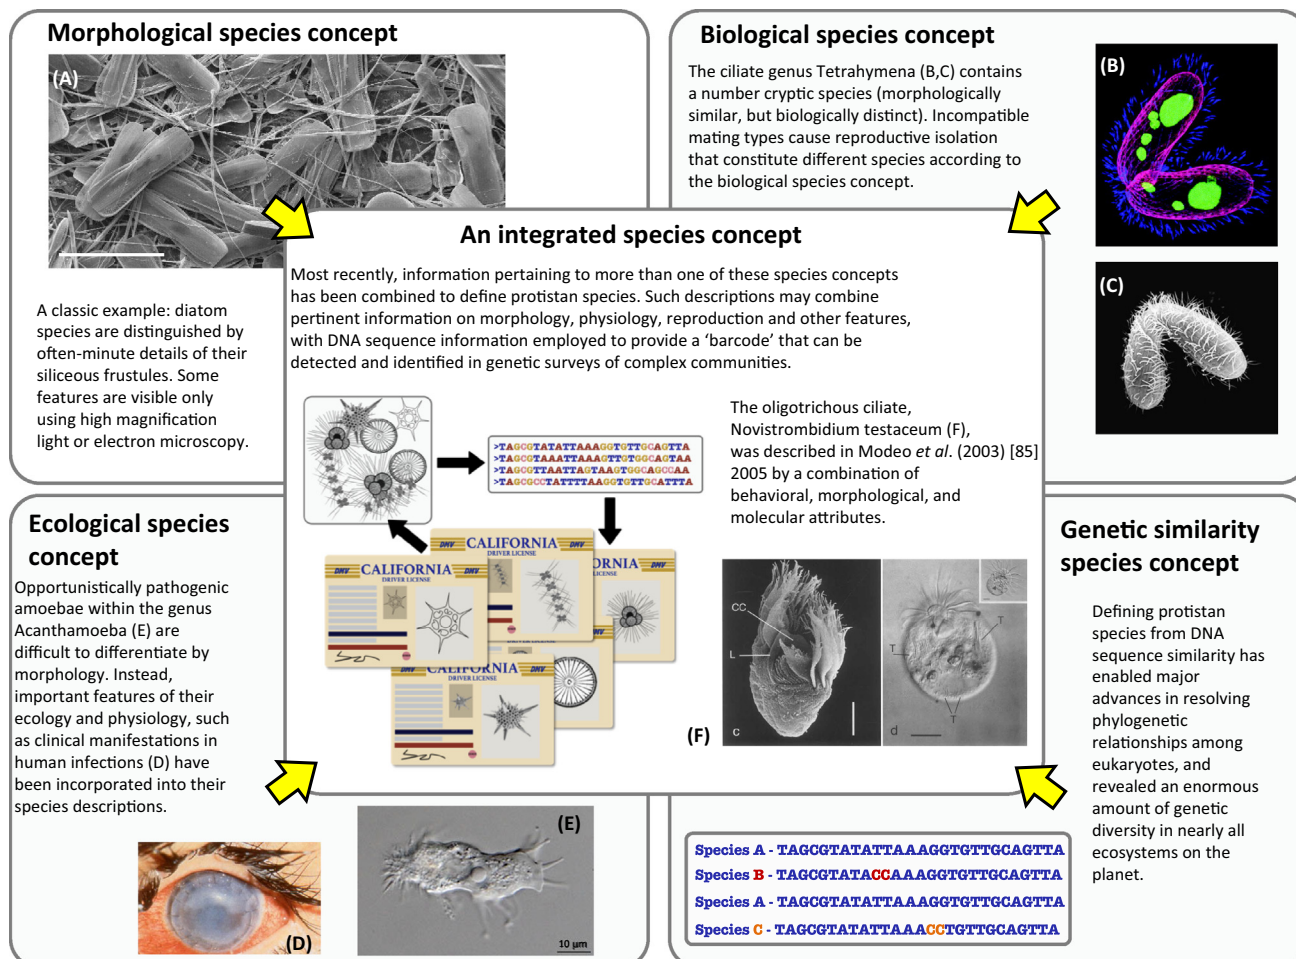 Morphological species concept
(A)
A classic example: diatom
species are distinguished by
often-minute details of their
siliceous frustules. Some
features are visible only
using high magnification
light or electron microscopy.
Biological species concept
The ciliate genus Tetrahymena (B,C) contains
a number cryptic species (morphologically
similar, but biologically distinct). Incompatible
mating types cause reproductive isolation
that constitute different species according to
the biological species concept.
(B)
(C)
An integrated species concept
Most recently, information pertaining to more than one of these species concepts
has been combined to define protistan species. Such descriptions may combine
pertinent information on morphology, physiology, reproduction and other features,
with DNA sequence information employed to provide a ‘barcode’ that can be
detected and identified in genetic surveys of complex communities.
>TAGCGTATATTAAAGGTGTTGCAGTTA
>TAGCGTAAATTAAAGTTGTGGCAGTAA
>TAGCGTTAATTAGTAAGTGGCAGCCAA
>TAGCGCCTATTTTAAGGTGTTGCATTTA
DMV CALIFORNIA DMV
DRIVER LICENSE
DMV CALIFORNIA DMV
DRIVER LICENSE
DMV
DMV CALIFORNIA DMV
DRIVER LICENSE
The oligotrichous ciliate,
Novistrombidium testaceum (F),
was described in Modeo et al. (2003) [85]
2005 by a combination of
behavioral, morphological, and
molecular attributes.
CC
L
c
T
T
T
d
(F)
Ecological species
concept
Opportunistically pathogenic
amoebae within the genus
Acanthamoeba (E) are
difficult to differentiate by
morphology. Instead,
important features of their
ecology and physiology, such
as clinical manifestations in
human infections (D) have
been incorporated into their
species descriptions.
(D)
(E)
10 µm
Genetic similarity
species concept
Defining protistan
species from DNA
sequence similarity has
enabled major
advances in resolving
phylogenetic
relationships among
eukaryotes, and
revealed an enormous
amount of genetic
diversity in nearly all
ecosystems on the
planet.
Species A - TAGCGTATATTAAAGGTGTTGCAGTTA
Species B - TAGCGTATACCAAAGGTGTTGCAGTTA
Species A - TAGCGTATATTAAAGGTGTTGCAGTTA
Species C - TAGCGTATATTAAACCTGTTGCAGTTA